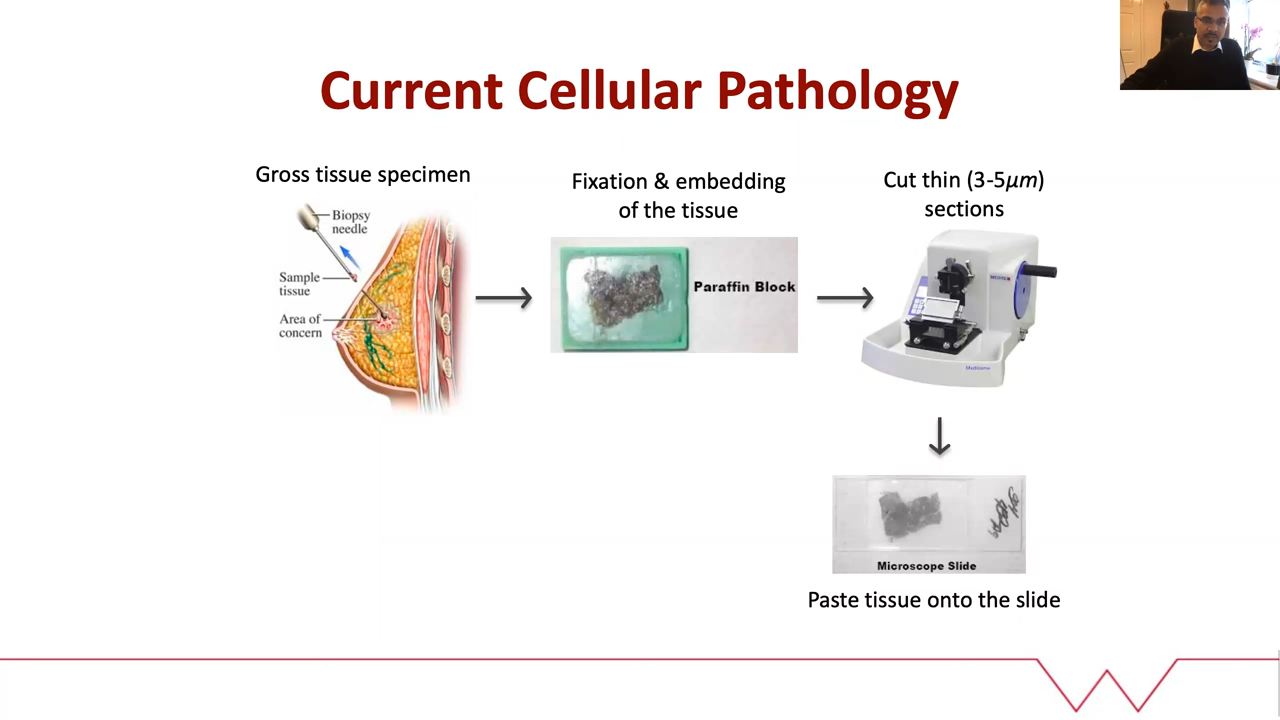 Current Cellular Pathology
Gross tissue specimen
Biopsy
needle
Sample
tissue
Area of
concern
Fixation & embedding
of the tissue
Paraffin Block
Cut thin (3-5μm)
sections
Meditome
Microscope Slide
Paste tissue onto the slide